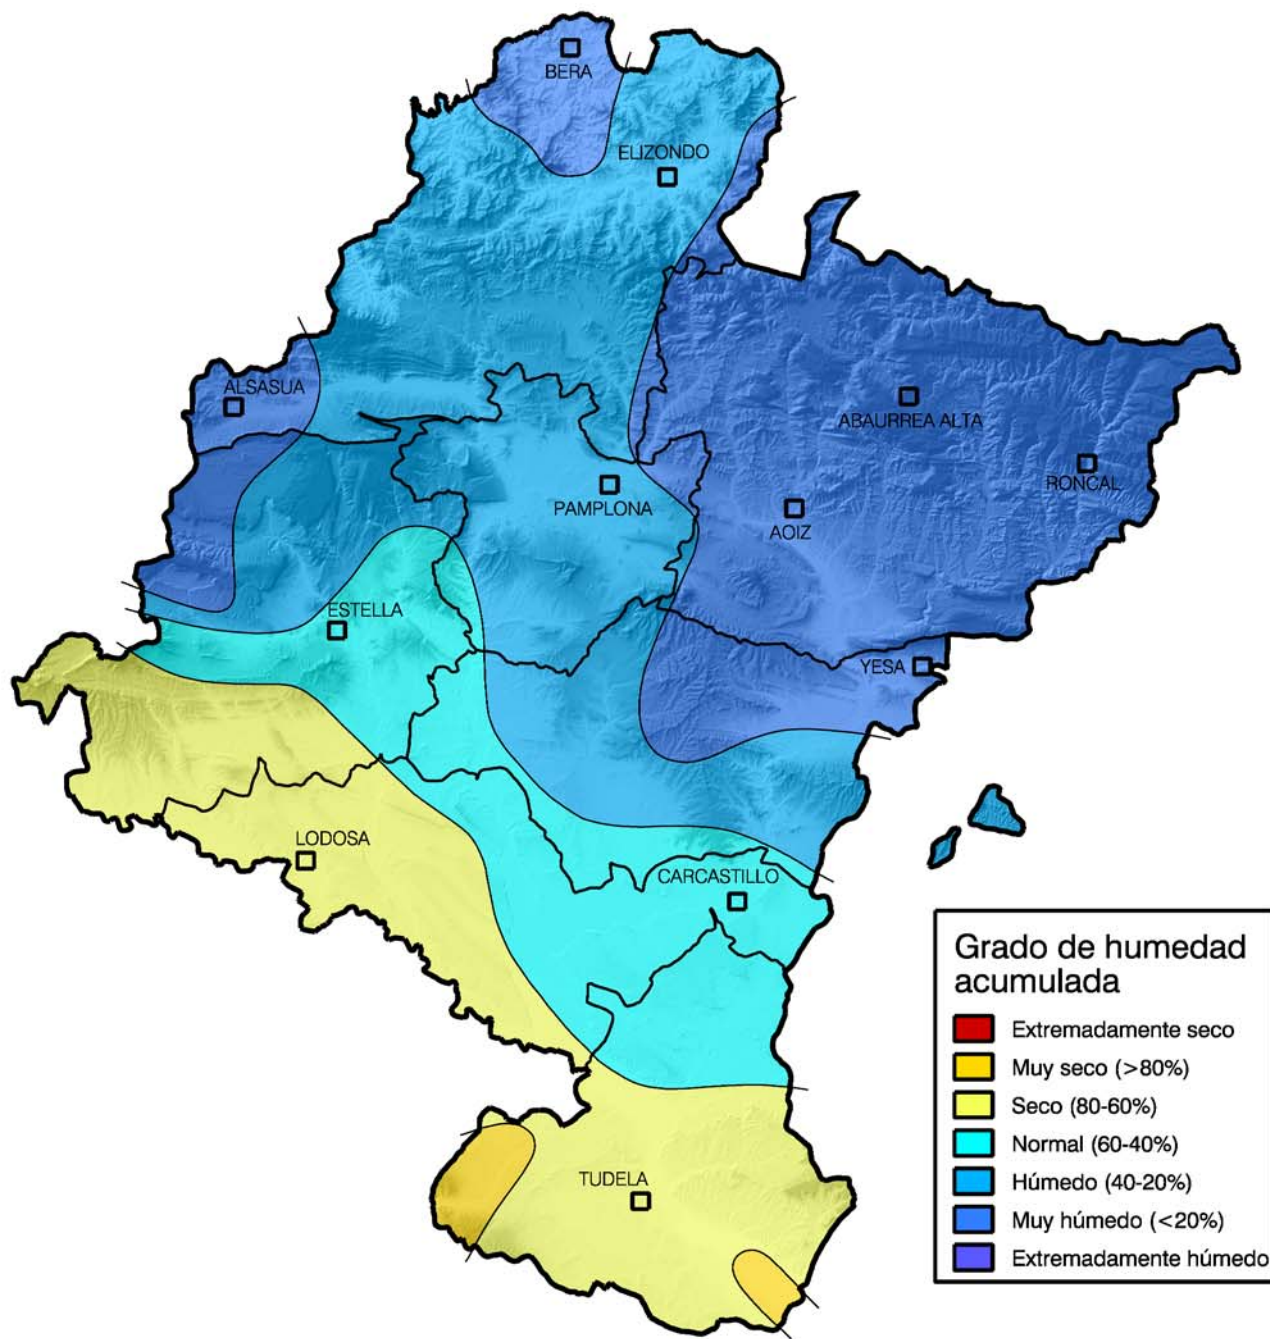 BERA
ELIZONDO
ALSASUA
ABAURREA ALTA
RONCAL
PAMPLONA
AOIZ
ESTELLA
YESA
LODOSA
CARCASTILLO
TUDELA
Grado de humedad
acumulada
Extremadamente seco
Muy seco (>80%)
Seco (80-60%)
Normal (60-40%)
Húmedo (40-20%)
Muy húmedo (<20%)
Extremadamente húmedo